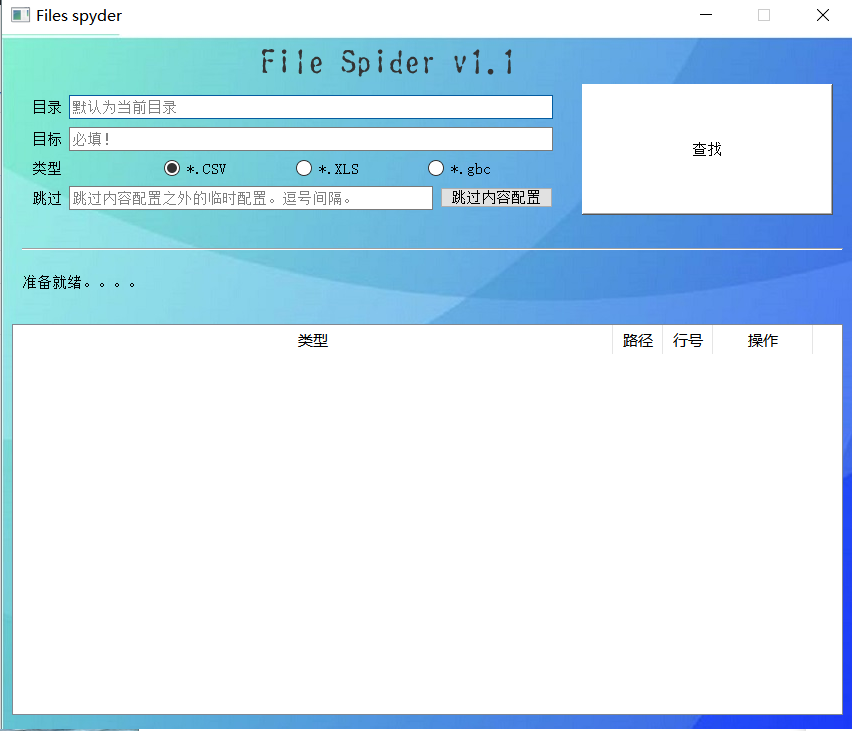 Files spyder
File Spider v1.1
目录 默认为当前目录
目标 必填!
查找
类型 *.CSV *.XLS *.gbc
跳过 跳过内容配置之外的临时配置。逗号间隔。 跳过内容配置
准备就绪。。。。
类型 路径 行号 操作